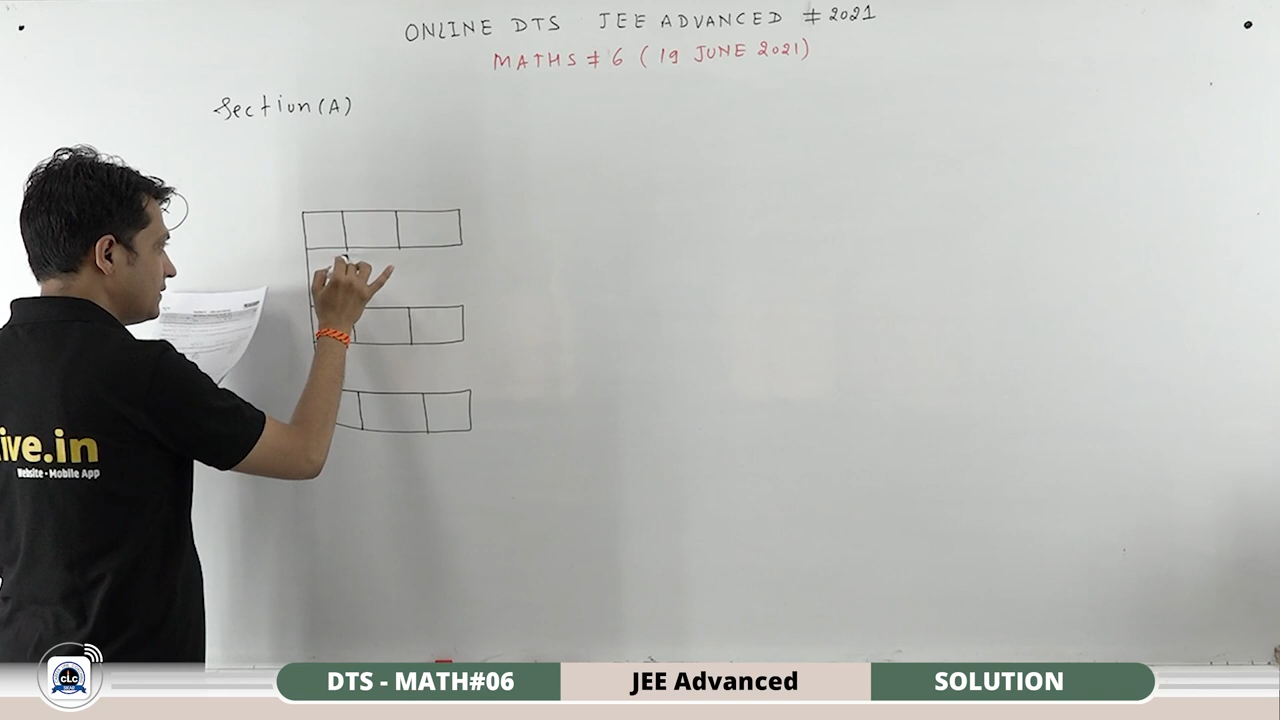 ONLINE DTS JEE ADVANCED # 2021
MATHS # 6 ( 19 JUNE 2021)
Section(A)
ive.in
Website - Mobile App
CLC
DTS - MATH#06
JEE Advanced
SOLUTION